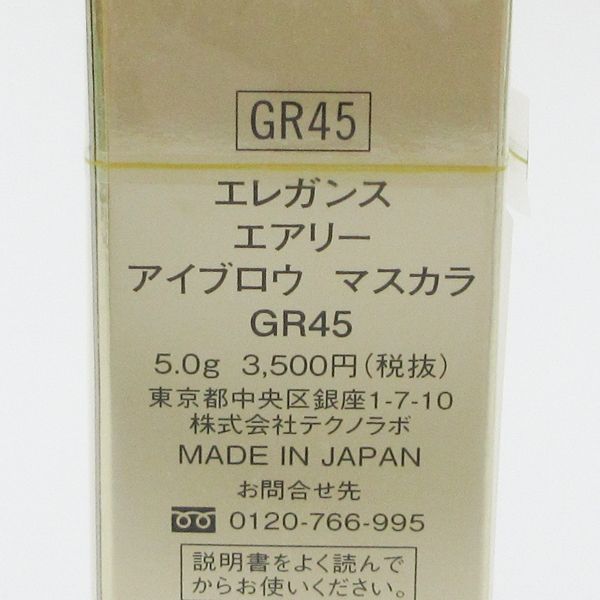 GR45
エレガンス
エアリー
アイブロウ マスカラ
GR45
5.0g 3,500円(税抜)
東京都中央区銀座1-7-10
株式会社テクノラボ
MADE IN JAPAN
お問合せ先
0120-766-995
説明書をよく読んで
からお使いください。